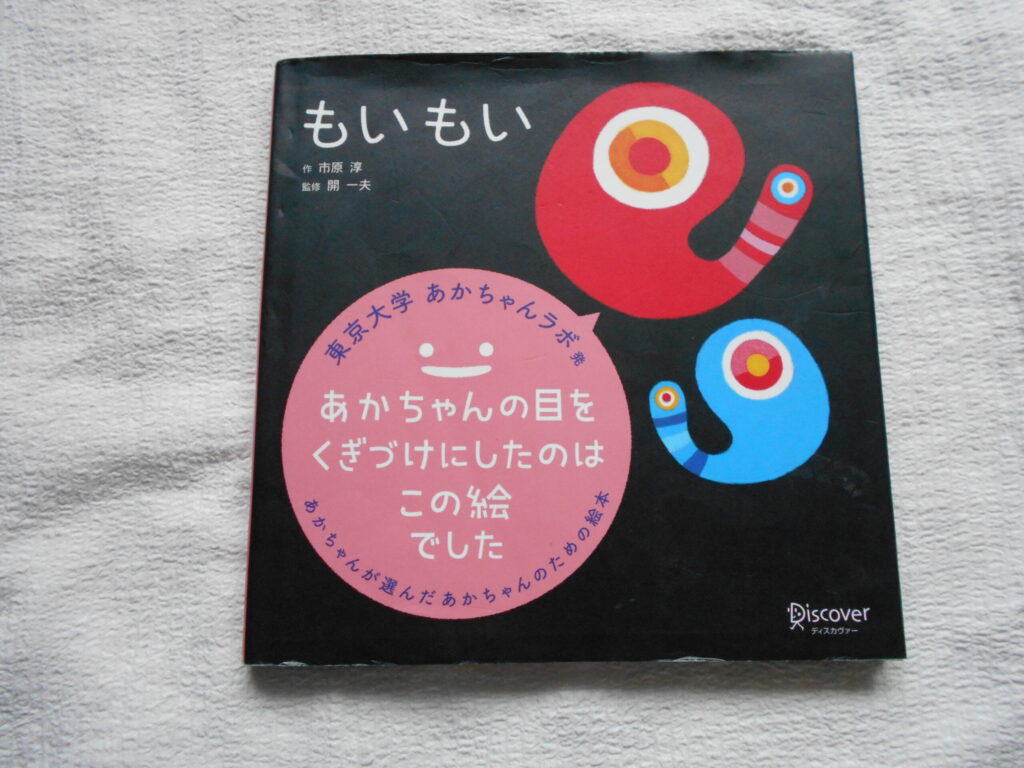 もいもい
作 市原 淳
監修 開 一夫
東京大学 あかちゃんラボ 発
あかちゃんの目を
くぎづけにしたのは
この絵
でした
あかちゃんが選んだあかちゃんのための絵本
Discover
ディスカヴァー